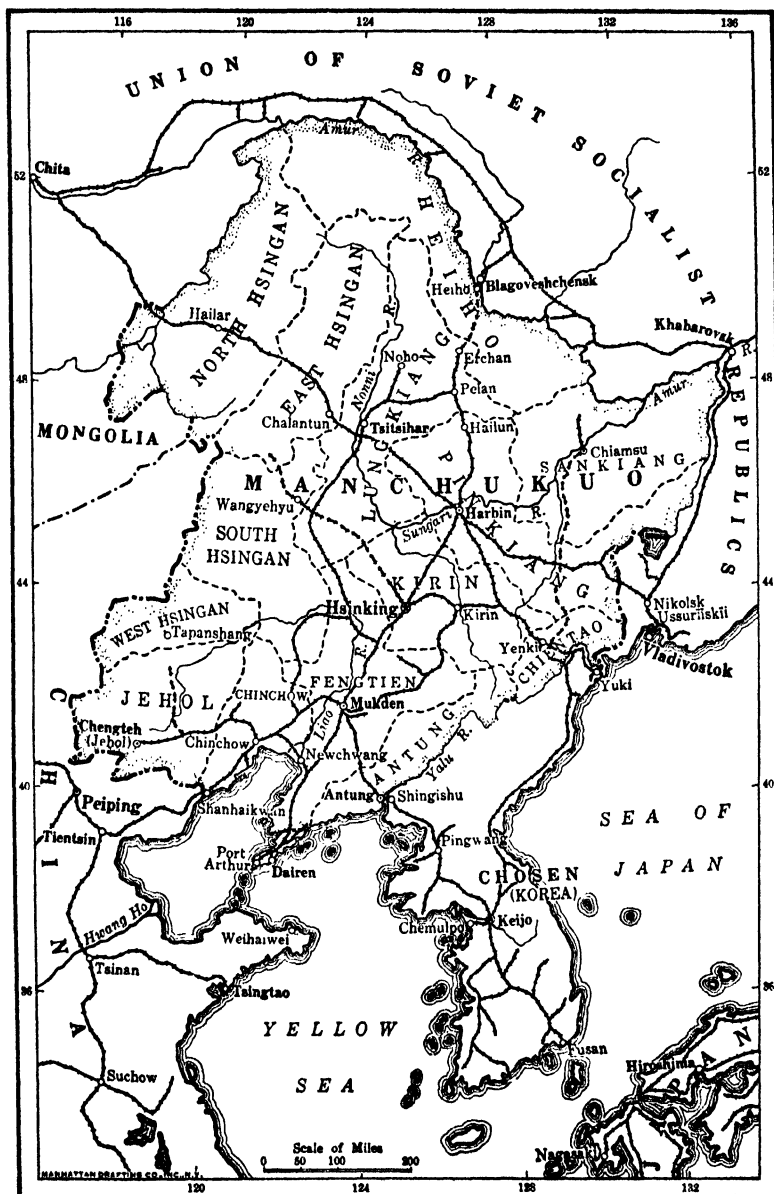 116
120
124
128
132
136
UNION OF SOVIET SOCIALIST REPUBLICS
Amur R.
Chita
52
52
NORTH HSINGAN
EAST HSINGAN
HEIHO
Heiho
Blagoveshchensk
Hailar
Khabarovsk
Noho
Erchan
48
48
Nonni R.
LUNGKIANG
Pelan
Amur R.
Chalantun
Tsitsihar
Hailun
MONGOLIA
Chiamsu
SANKIANG
MANCHUKUO
PINKIANG
Wangyehyu
Harbin
Sungari R.
SOUTH
HSINGAN
44
44
KIRIN
Hsinking
Kirin
Nikolsk
Ussuriiskii
WEST HSINGAN
Tapanshang
Yenki
CHIENTAO
Vladivostok
Yuki
JEHOL
CHINCHOW
FENGTIEN
Mukden
Chengteh
(Jehol)
Chinchow
Liao R.
Newchwang
ANTUNG
Yalu R.
40
40
Peiping
Shanhaikwan
Antung
Shingishu
SEA OF
JAPAN
Tientsin
Port
Arthur
Dairen
Pingwang
CHOSEN
(KOREA)
CHINA
Hwang Ho
Weihaiwei
Chemulpo
Keijo
Tsinan
Tsingtao
36
36
YELLOW
SEA
Fusan
Hiroshima
JAPAN
Suchow
Nagasaki
Scale of Miles
0 50 100 200
MANHATTAN DRAFTING CO., INC., N.Y.
120
124
128
132